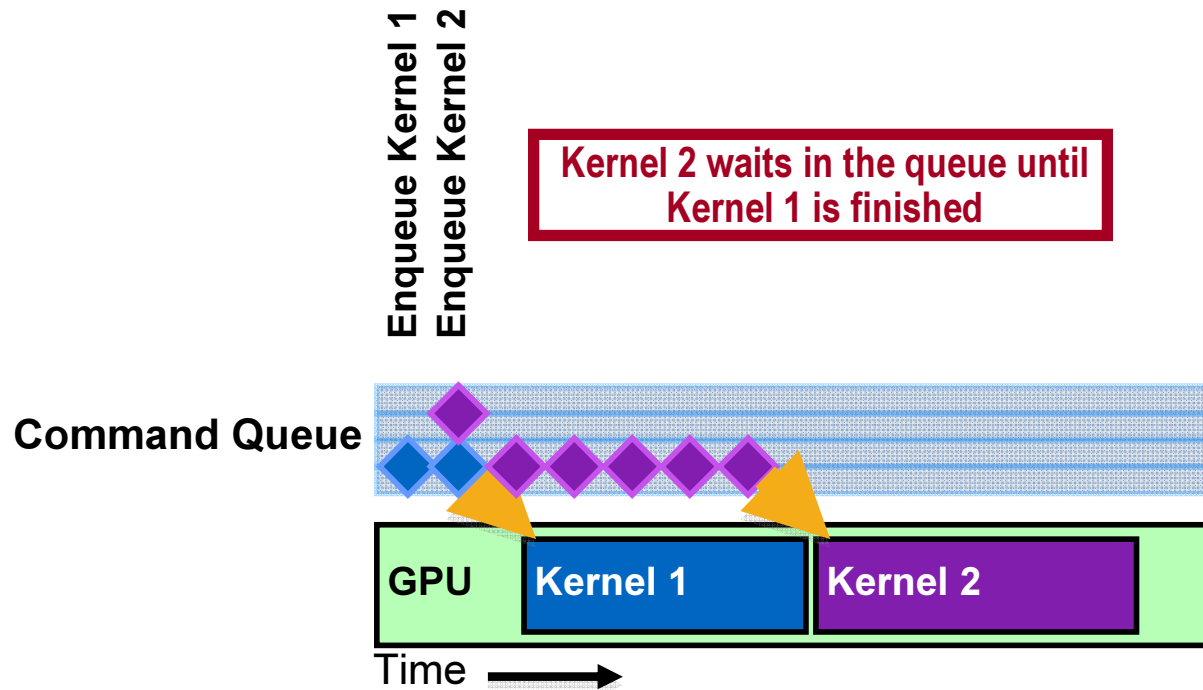 Enqueue Kernel 1
Enqueue Kernel 2
Kernel 2 waits in the queue until
Kernel 1 is finished
Command Queue
GPU
Kernel 1
Kernel 2
Time